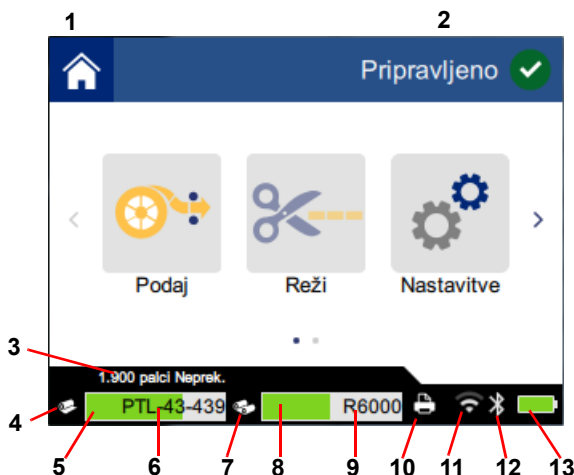 1 2
Pripravljeno
Podaj Reži Nastavitve
3
1.900 palci Neprek.
4 PTL-43-439 R6000
5 6 7 8 9 10 11 12 13